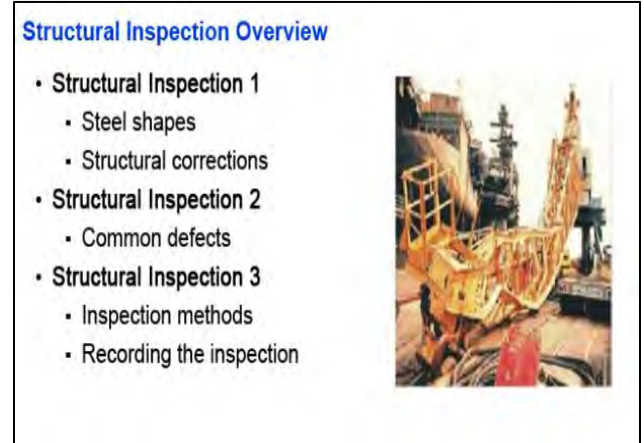 Structural Inspection Overview
• Structural Inspection 1
▪ Steel shapes
▪ Structural corrections
• Structural Inspection 2
▪ Common defects
• Structural Inspection 3
▪ Inspection methods
▪ Recording the inspection